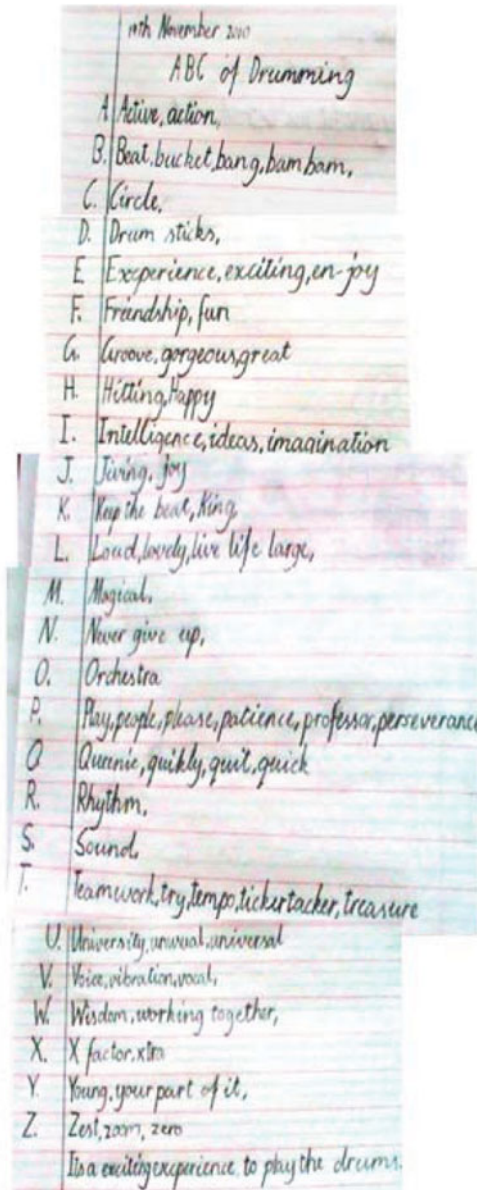 November 2010
ABC of Drumming
A. Active, action,
B. Beat, bucket, bang, bam bam,
C. Circle,
D. Drum sticks,
E Experience, exciting, en-joy
F. Friendship, fun
G. Groove, gorgeous, great
H. Hitting, Happy
I. Intelligence, ideas, imagination
J. Jiving, joy
K. Keep the beat, King,
L. Loud, lovely, live life large,
M. Magical,
N. Never give up,
O. Orchestra
P. Play, people, please, patience, professor, perseverance
Q Queenie, quikly, quit, quick
R. Rhythm,
S. Sound,
T. Teamwork, try, tempo, tickertacker, treasure
U. University, unusual, universal
V. Voice, vibration, vocal,
W. Wisdom, working together,
X. X factor, xtra
Y. Young, your part of it,
Z. Zest, zoom, zero
Its a exciting experience to play the drums.